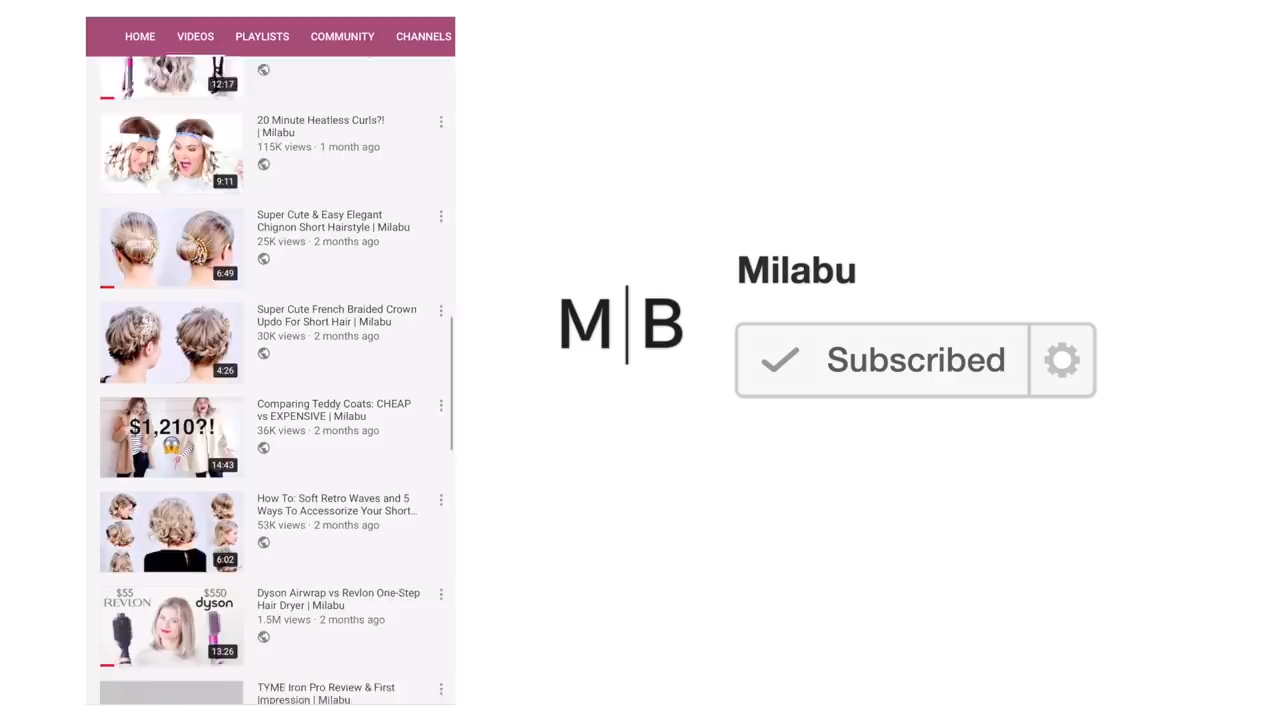 HOME VIDEOS PLAYLISTS COMMUNITY CHANNELS
12:17
20 Minute Heatless Curls?!
| Milabu
115K views · 1 month ago
9:11
Super Cute & Easy Elegant
Chignon Short Hairstyle | Milabu
25K views · 2 months ago
6:49
Super Cute French Braided Crown
Updo For Short Hair | Milabu
30K views · 2 months ago
4:26
Comparing Teddy Coats: CHEAP
vs EXPENSIVE | Milabu
36K views · 2 months ago
$1,210?!
14:43
How To: Soft Retro Waves and 5
Ways To Accessorize Your Short...
53K views · 2 months ago
6:02
Dyson Airwrap vs Revlon One-Step
Hair Dryer | Milabu
1.5M views · 2 months ago
$55 $550
REVLON dyson
13:26
TYME Iron Pro Review & First
Impression | Milabu
M|B
Milabu
Subscribed